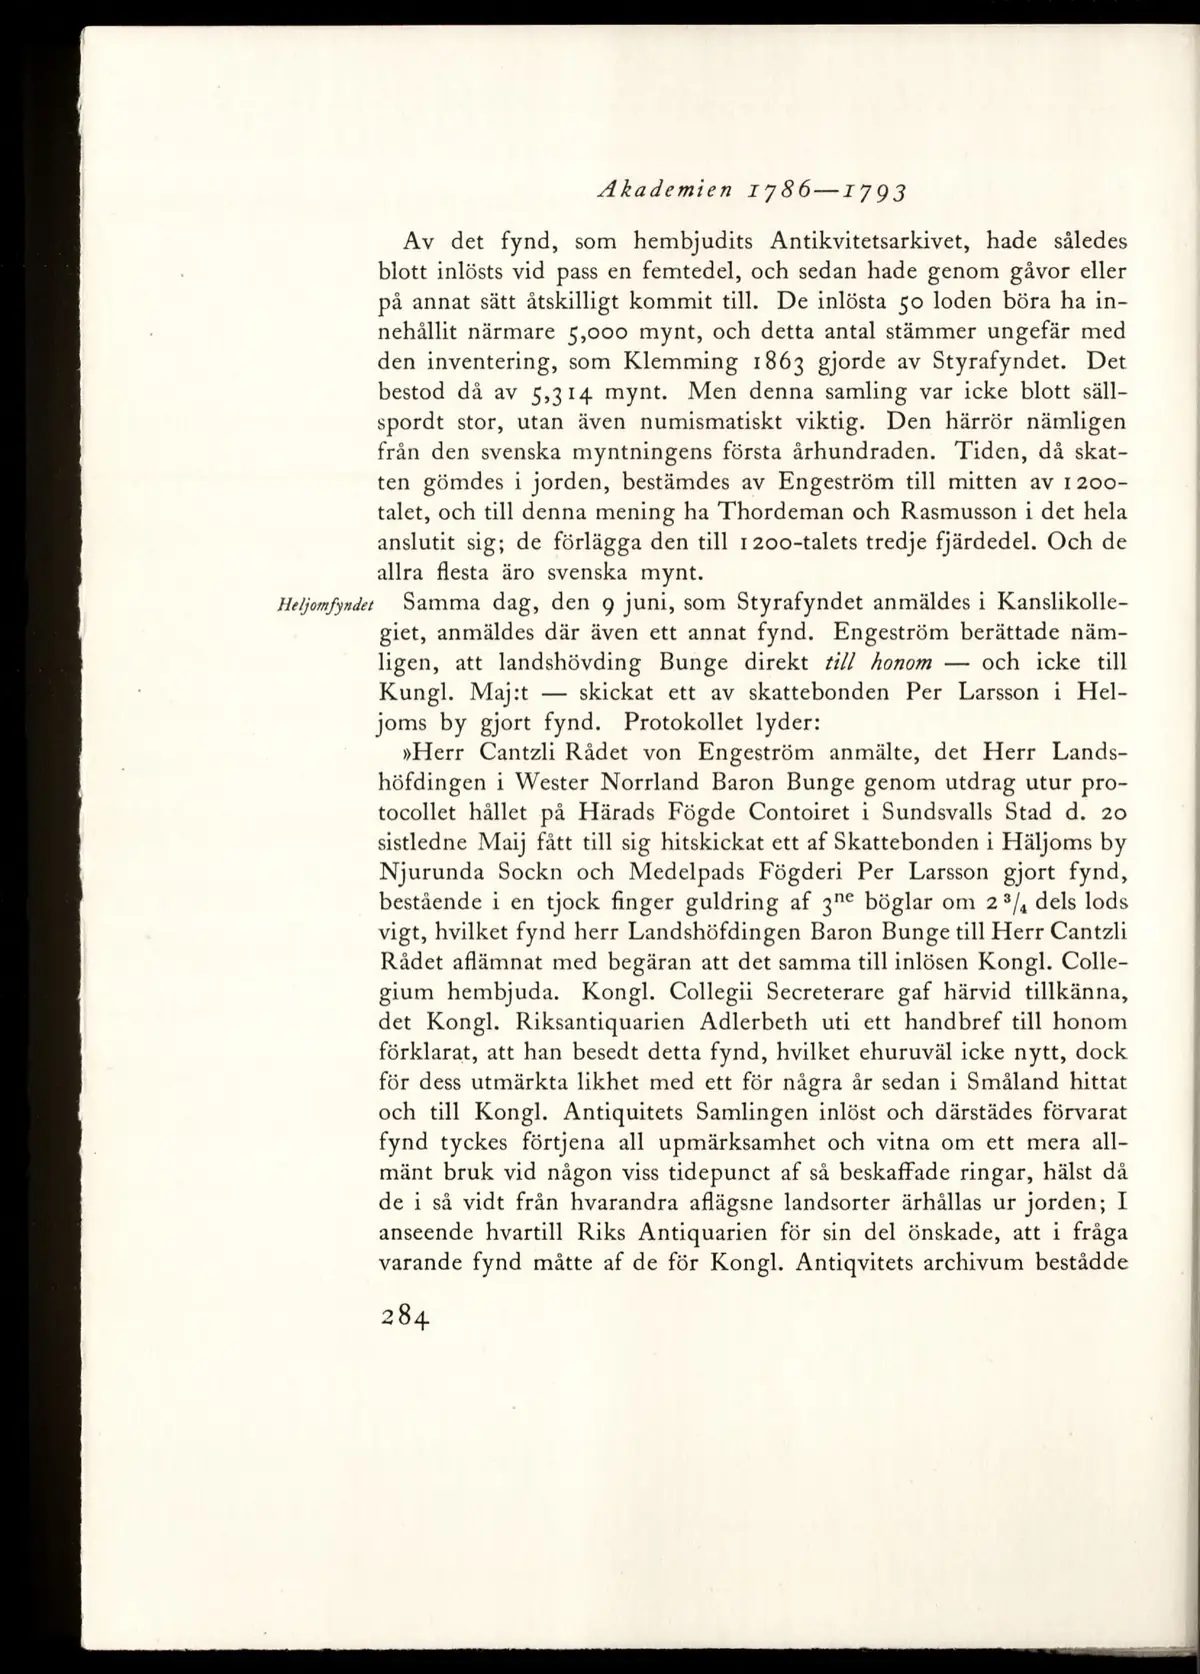 Akademien 1786—1793
Av det fynd, som hembjudits Antikvitetsarkivet, hade således
blott inlösts vid pass en femtedel, och sedan hade genom gåvor eller
på annat sätt åtskilligt kommit till. De inlösta 50 loden böra ha in-
nehållit närmare 5,000 mynt, och detta antal stämmer ungefär med
den inventering, som Klemming 1863 gjorde av Styrafyndet. Det
bestod då av 5,314 mynt. Men denna samling var icke blott säll-
spordt stor, utan även numismatiskt viktig. Den härrör nämligen
från den svenska myntningens första århundraden. Tiden, då skat-
ten gömdes i jorden, bestämdes av Engeström till mitten av 1200-
talet, och till denna mening ha Thordeman och Rasmusson i det hela
anslutit sig; de förlägga den till 1200-talets tredje fjärdedel. Och de
allra flesta äro svenska mynt.
Heljomfyndet Samma dag, den 9 juni, som Styrafyndet anmäldes i Kanslikolle-
giet, anmäldes där även ett annat fynd. Engeström berättade näm-
ligen, att landshövding Bunge direkt till honom — och icke till
Kungl. Maj:t — skickat ett av skattebonden Per Larsson i Hel-
joms by gjort fynd. Protokollet lyder:
»Herr Cantzli Rådet von Engeström anmälte, det Herr Lands-
höfdingen i Wester Norrland Baron Bunge genom utdrag utur pro-
tocollet hållet på Härads Fögde Contoiret i Sundsvalls Stad d. 20
sistledne Maij fått till sig hitskickat ett af Skattebonden i Häljoms by
Njurunda Sockn och Medelpads Fögderi Per Larsson gjort fynd,
bestående i en tjock finger guldring af 3ne böglar om 2 3/4 dels lods
vigt, hvilket fynd herr Landshöfdingen Baron Bunge till Herr Cantzli
Rådet aflämnat med begäran att det samma till inlösen Kongl. Colle-
gium hembjuda. Kongl. Collegii Secreterare gaf härvid tillkänna,
det Kongl. Riksantiquarien Adlerbeth uti ett handbref till honom
förklarat, att han besedt detta fynd, hvilket ehuruväl icke nytt, dock
för dess utmärkta likhet med ett för några år sedan i Småland hittat
och till Kongl. Antiquitets Samlingen inlöst och därstädes förvarat
fynd tyckes förtjena all upmärksamhet och vitna om ett mera all-
mänt bruk vid någon viss tidepunct af så beskaffade ringar, hälst då
de i så vidt från hvarandra aflägsne landsorter ärhållas ur jorden; I
anseende hvartill Riks Antiquarien för sin del önskade, att i fråga
varande fynd måtte af de för Kongl. Antiqvitets archivum bestådde
284